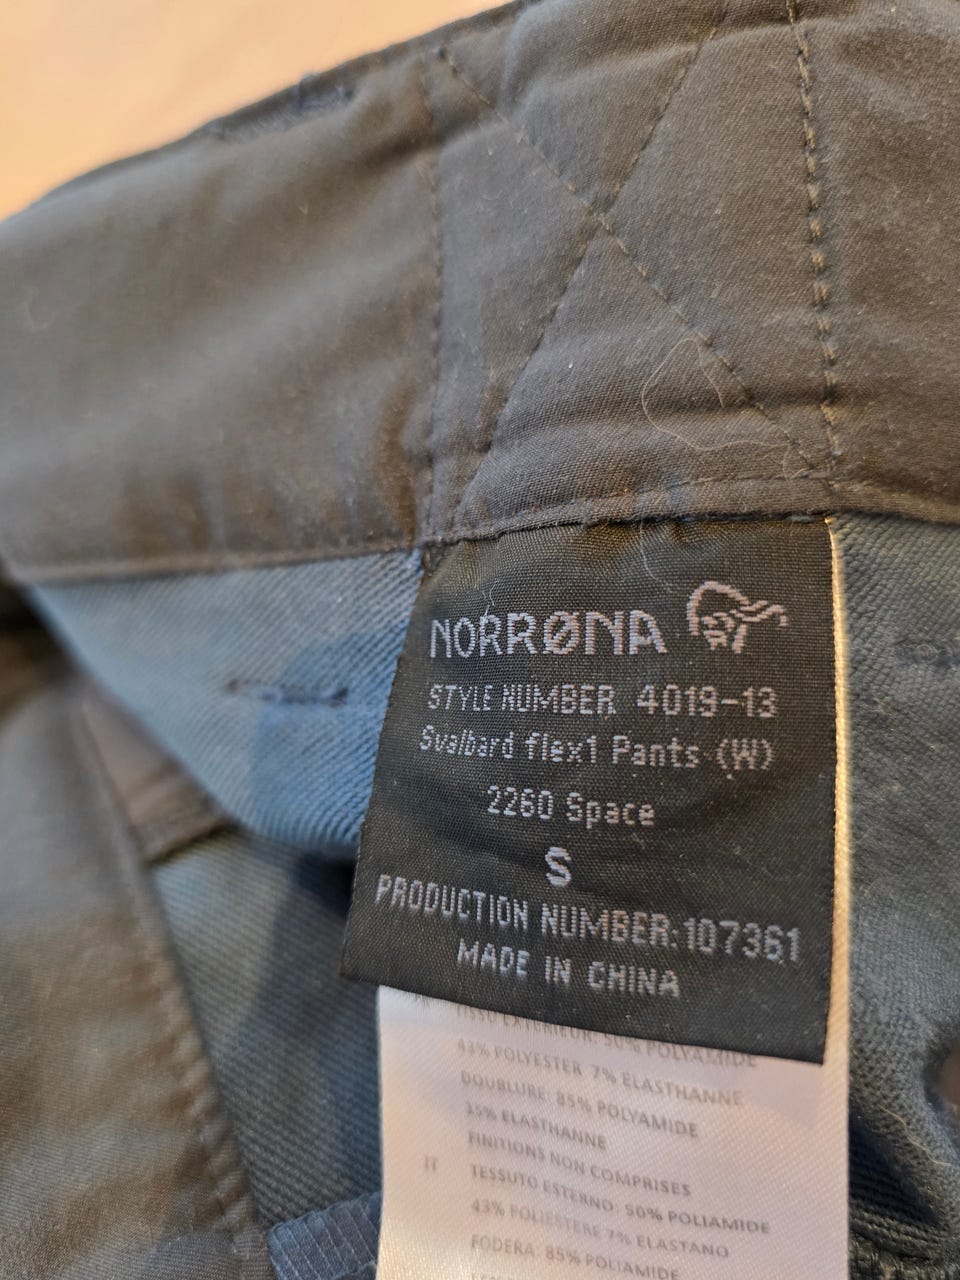 NORRØNA
STYLE NUMBER 4019-13
Svalbard flex1 Pants (W)
2260 Space
S
PRODUCTION NUMBER:107361
MADE IN CHINA
50% POLYAMIDE
43% POLYESTER 7% ELASTHANNE
DOUBLURE: 85% POLYAMIDE
15% ELASTHANNE
FINITIONS NON COMPRISES
IT TESSUTO ESTERNO: 50% POLIAMIDE
43% POLIESTERE 7% ELASTANO
FODERA: 85% POLIAMIDE